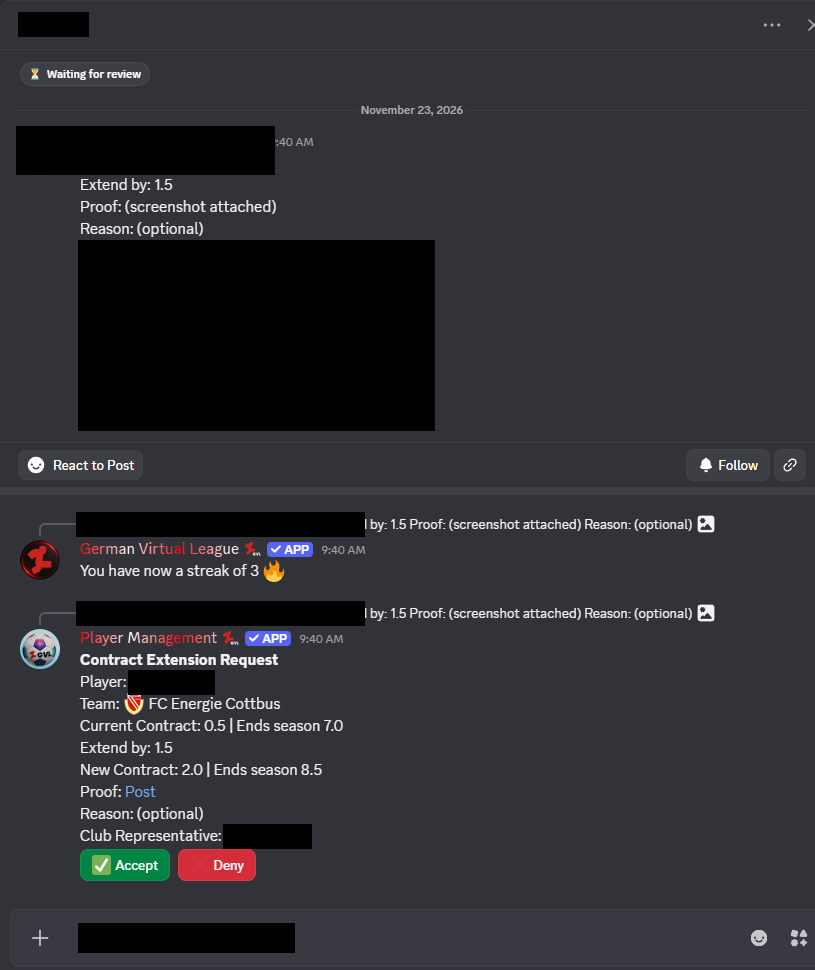 Waiting for review
November 23, 2026
:40 AM
Extend by: 1.5
Proof: (screenshot attached)
Reason: (optional)
React to Post
Follow
by: 1.5 Proof: (screenshot attached) Reason: (optional)
German Virtual League APP 9:40 AM
You have now a streak of 3
by: 1.5 Proof: (screenshot attached) Reason: (optional)
Player Management APP 9:40 AM
Contract Extension Request
Player:
Team: FC Energie Cottbus
Current Contract: 0.5 | Ends season 7.0
Extend by: 1.5
New Contract: 2.0 | Ends season 8.5
Proof: Post
Reason: (optional)
Club Representative:
Accept
Deny